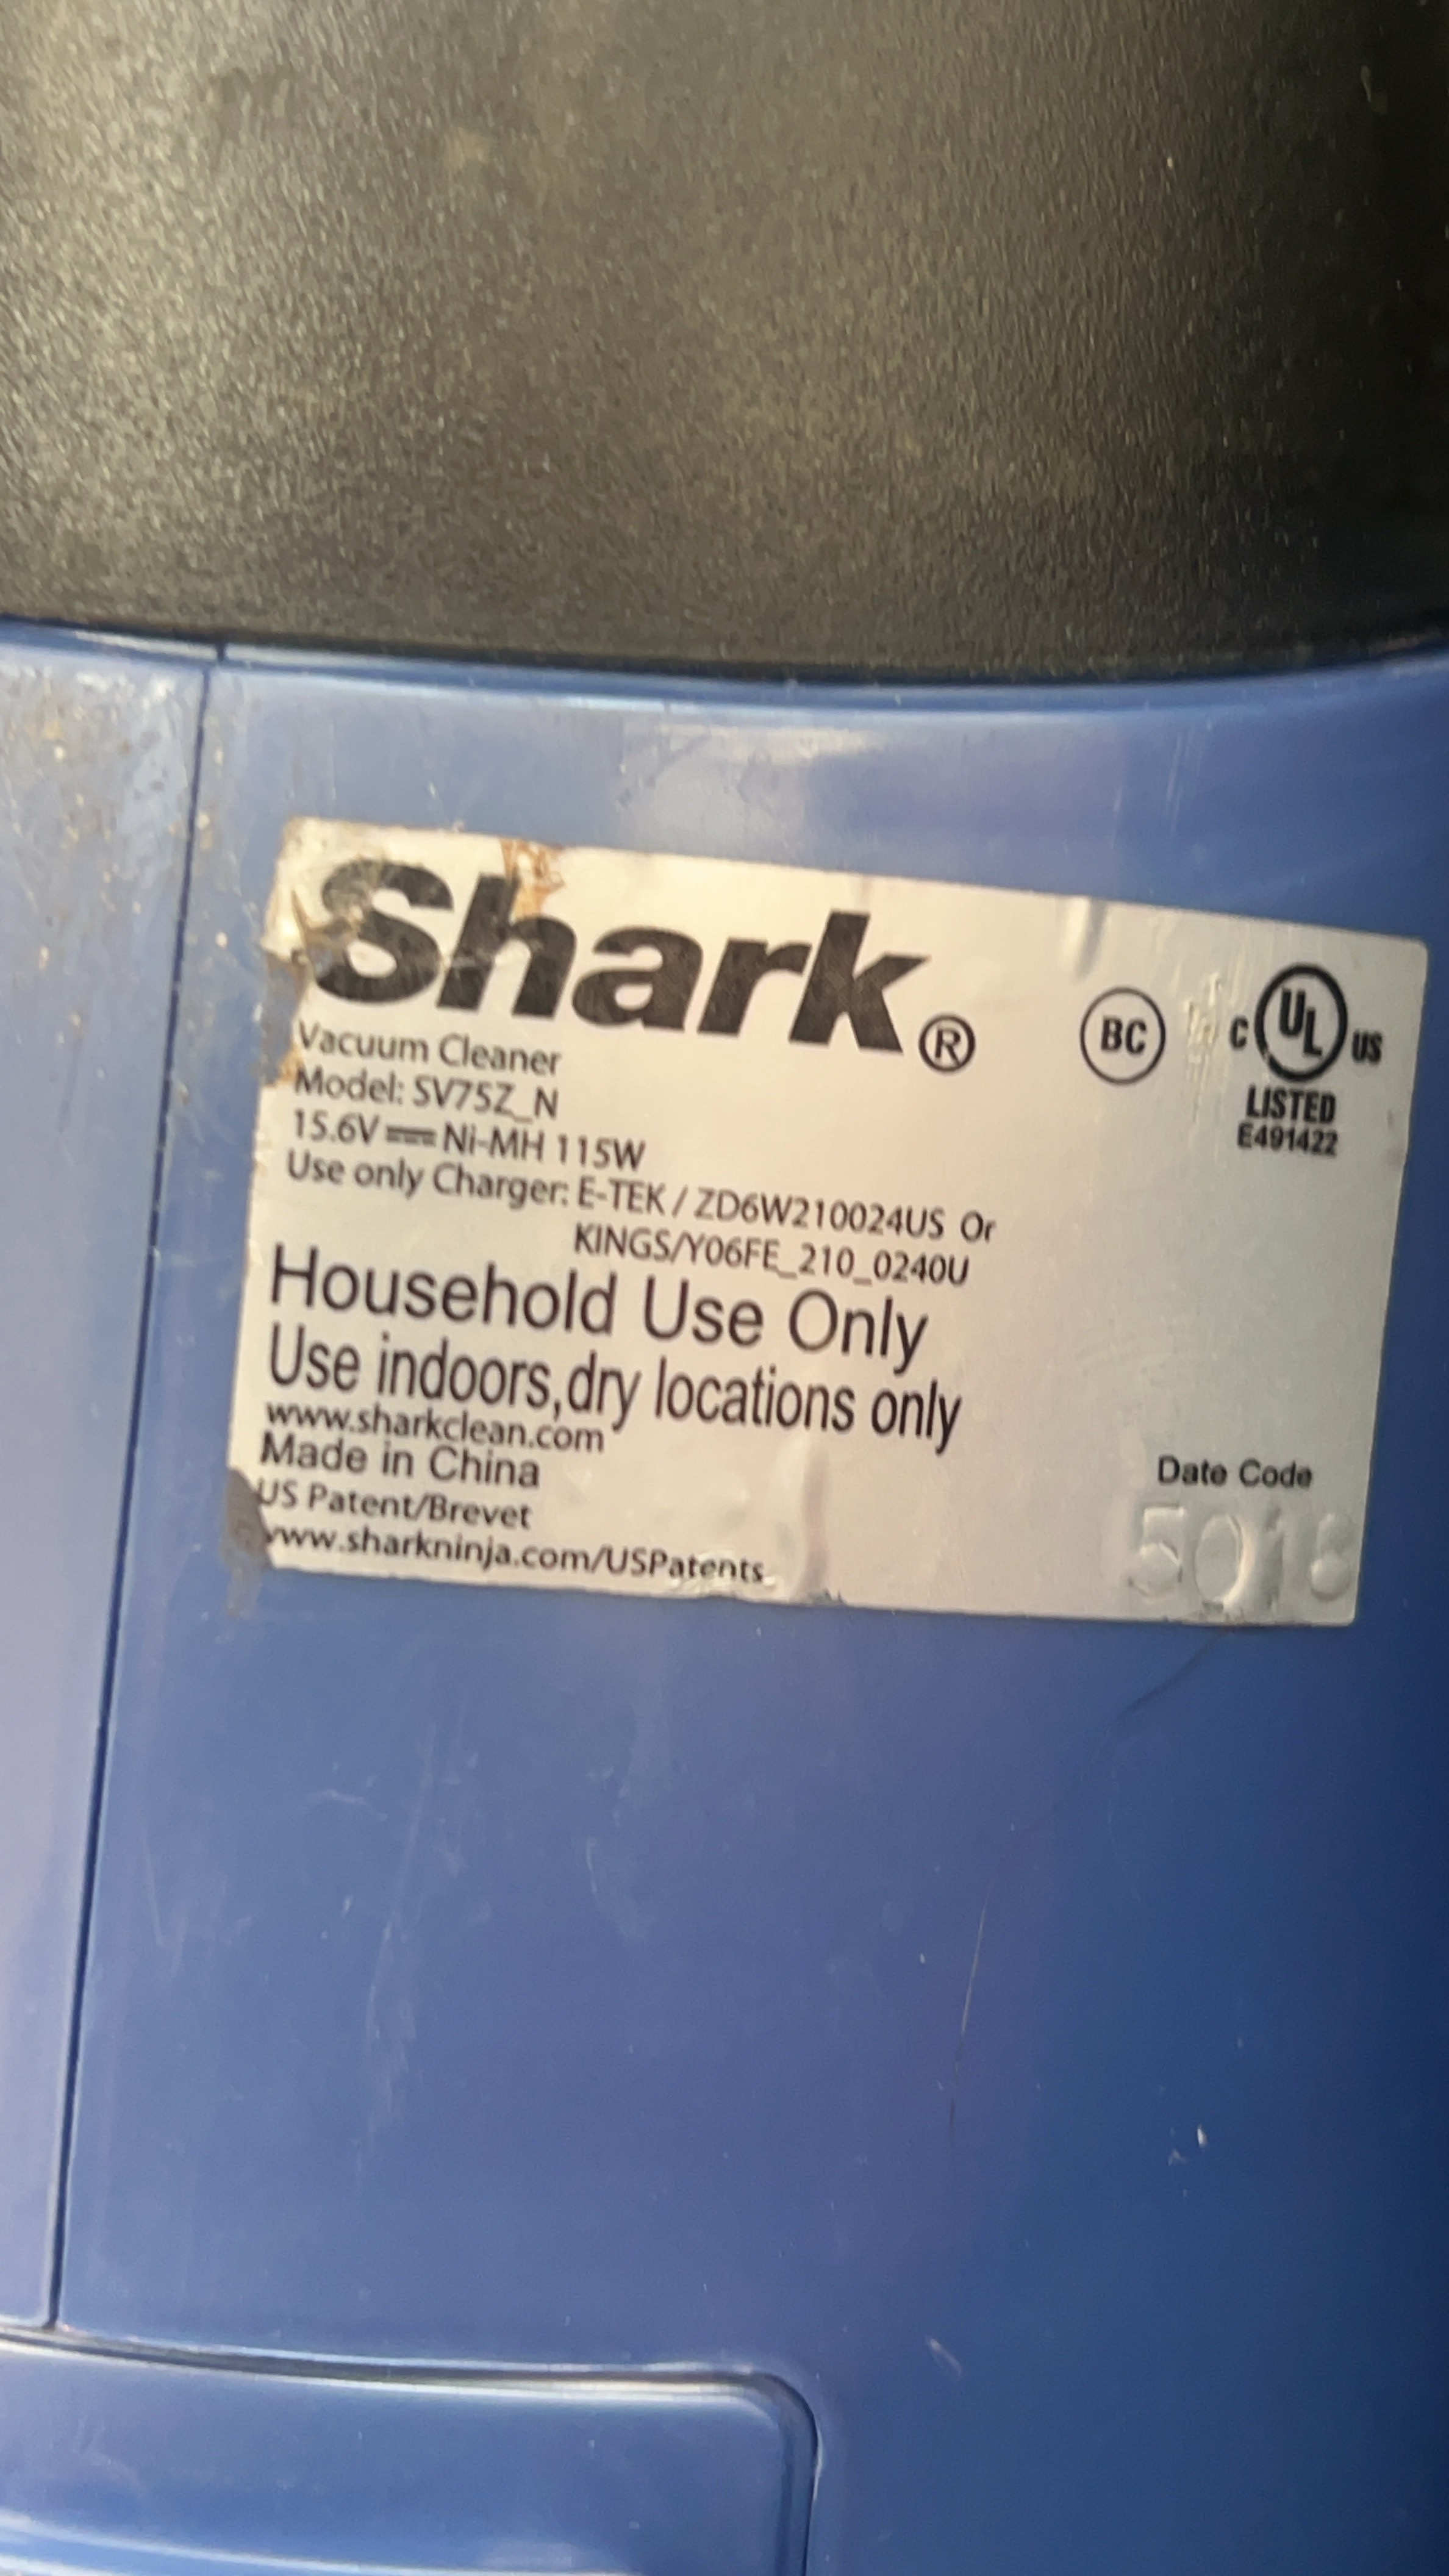 Shark®
BC
C UL US
LISTED
E491422
Vacuum Cleaner
Model: SV75Z_N
15.6V⎓Ni-MH 115W
Use only Charger: E-TEK / ZD6W210024US Or
KINGS/Y06FE_210_0240U
Household Use Only
Use indoors,dry locations only
www.sharkclean.com
Made in China
US Patent/Brevet
www.sharkninja.com/USPatents
Date Code
5018